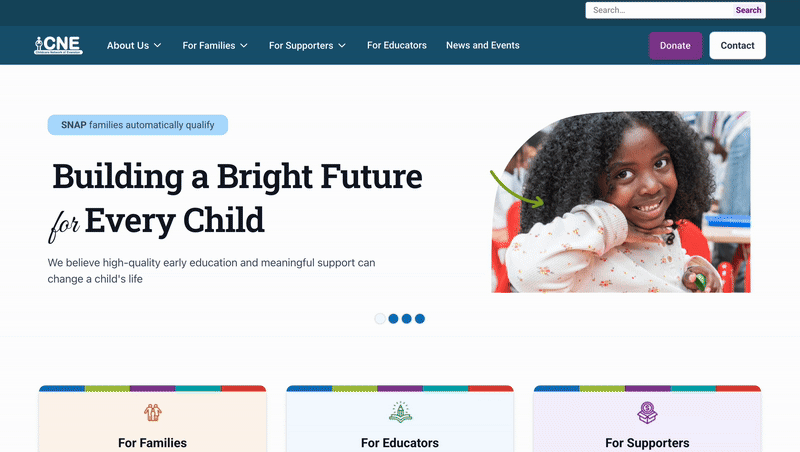 Search...
Search
CNE
About Us
For Families
For Supporters
For Educators
News and Events
Donate
Contact
SNAP families automatically qualify
Building a Bright Future
for Every Child
We believe high-quality early education and meaningful support can
change a child's life
For Families
For Educators
For Supporters